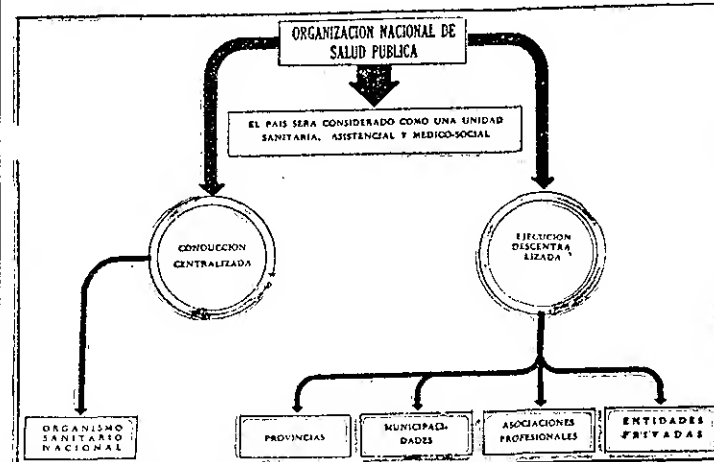 ORGANIZACION NACIONAL DE
SALUD PUBLICA
EL PAIS SERA CONSIDERADO COMO UNA UNIDAD
SANITARIA, ASISTENCIAL Y MEDICO-SOCIAL
CONDUCCION
CENTRALIZADA
EJECUCION
DESCENTRA
LIZADA
ORGANISMO
SANITARIO
NACIONAL
PROVINCIAS
MUNICIPALI-
DADES
ASOCIACIONES
PROFESIONALES
ENTIDADES
PRIVADAS